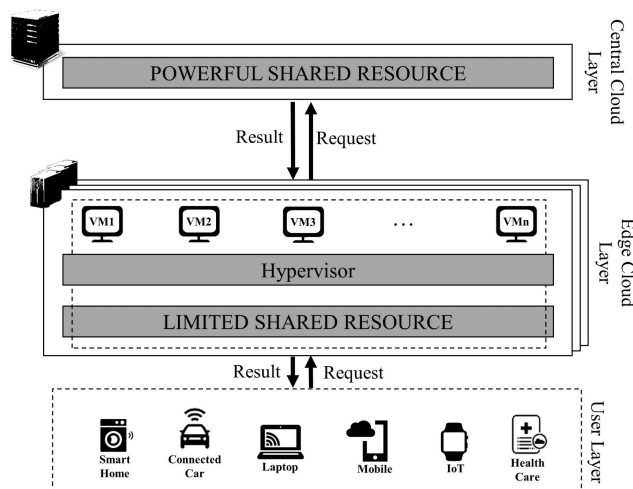 Central Cloud
Layer
POWERFUL SHARED RESOURCE
Result
Request
VM1
VM2
VM3
...
VMn
Hypervisor
LIMITED SHARED RESOURCE
Edge Cloud
Layer
Result
Request
User Layer
Smart
Home
Connected
Car
Laptop
Mobile
IoT
Health
Care